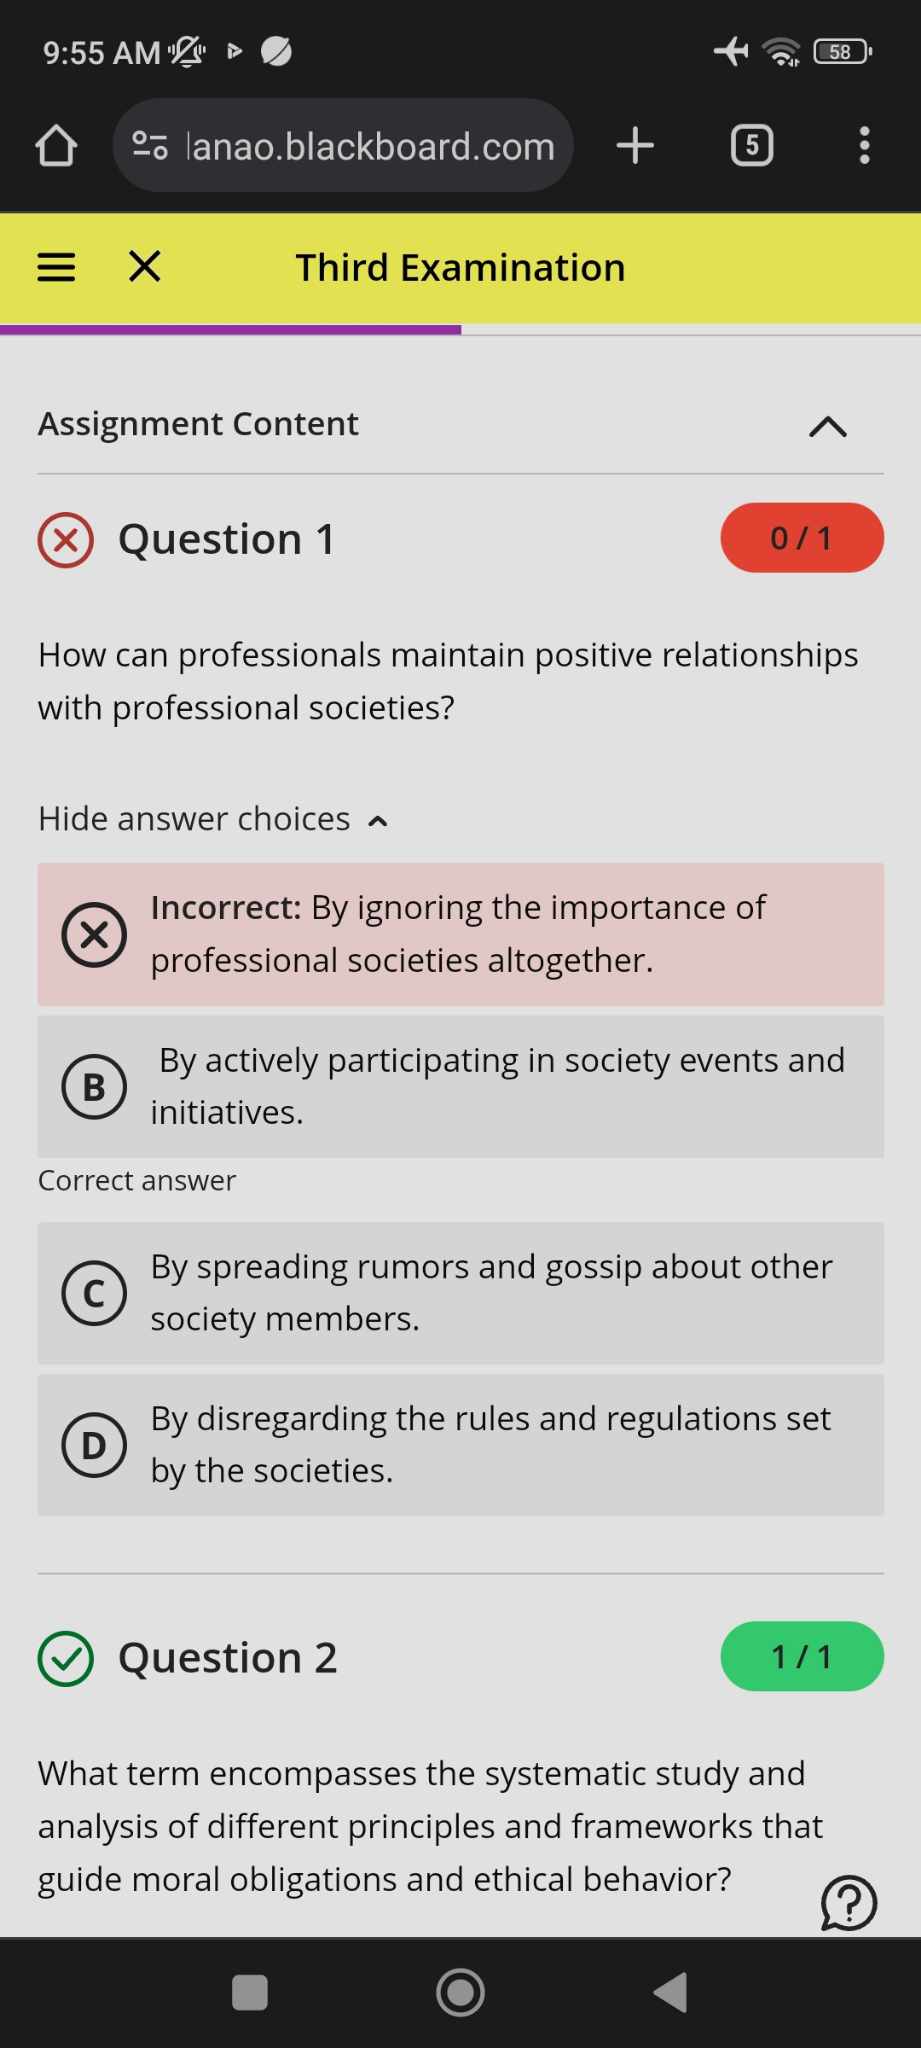 9:55 AM
58
lanao.blackboard.com
5
Third Examination
Assignment Content
Question 1
0 / 1
How can professionals maintain positive relationships
with professional societies?
Hide answer choices
Incorrect: By ignoring the importance of
professional societies altogether.
B
By actively participating in society events and
initiatives.
Correct answer
C
By spreading rumors and gossip about other
society members.
D
By disregarding the rules and regulations set
by the societies.
Question 2
1 / 1
What term encompasses the systematic study and
analysis of different principles and frameworks that
guide moral obligations and ethical behavior?